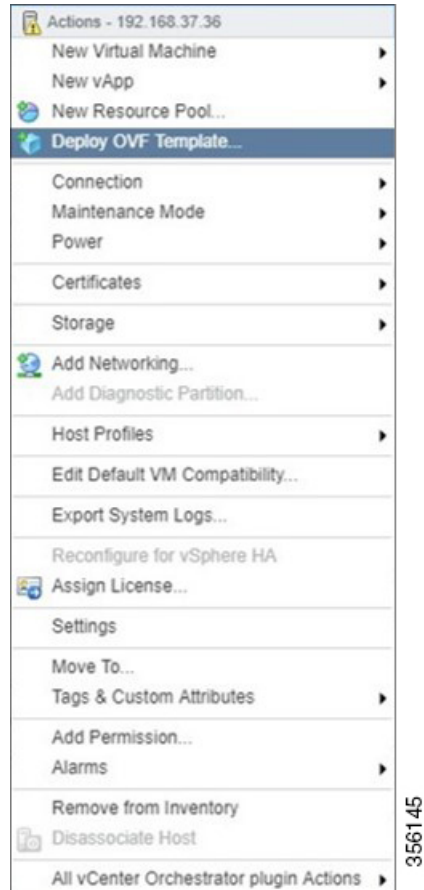 Actions - 192.168.37.36
New Virtual Machine
New vApp
New Resource Pool...
Deploy OVF Template...
Connection
Maintenance Mode
Power
Certificates
Storage
Add Networking...
Add Diagnostic Partition...
Host Profiles
Edit Default VM Compatibility...
Export System Logs...
Reconfigure for vSphere HA
Assign License...
Settings
Move To...
Tags & Custom Attributes
Add Permission...
Alarms
Remove from Inventory
Disassociate Host
All vCenter Orchestrator plugin Actions
356145